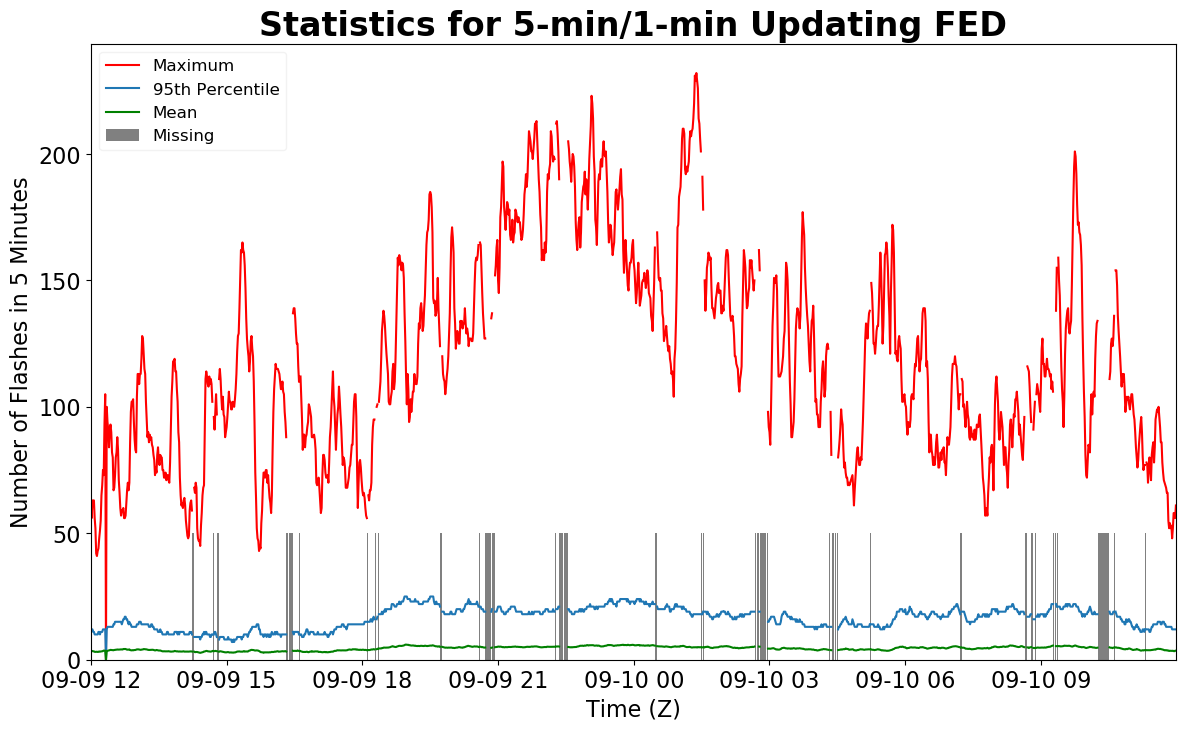 Statistics for 5-min/1-min Updating FED
Maximum
95th Percentile
Mean
Missing
Number of Flashes in 5 Minutes
200
150
100
50
0
09-09 12 09-09 15 09-09 18 09-09 21 09-10 00 09-10 03 09-10 06 09-10 09
Time (Z)